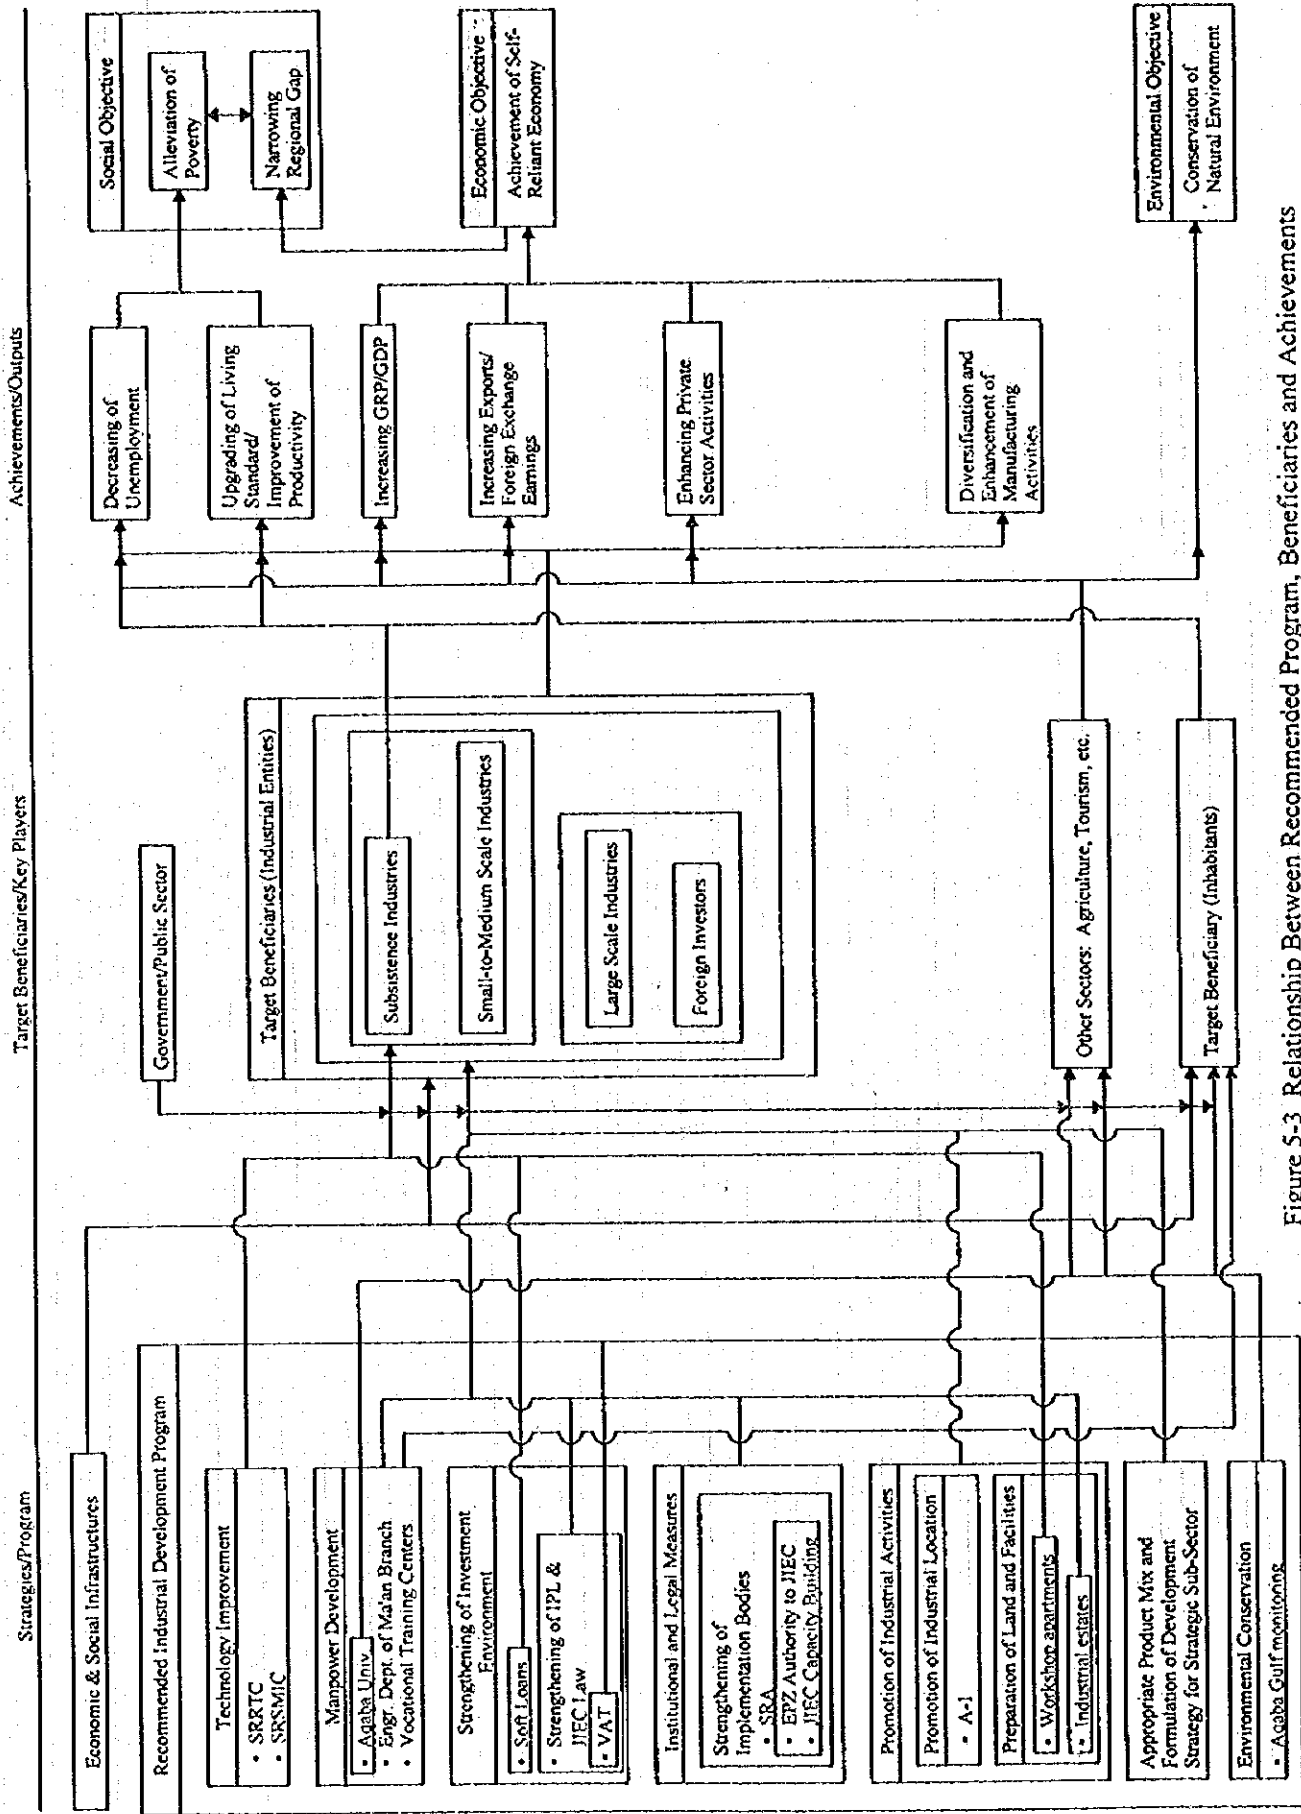 Strategies/Program
Target Beneficiaries/Key Players
Achievements/Outputs
Economic & Social Infrastructures
Recommended Industrial Development Program
Technology Improvement
• SRRTC
• SRSMIC
Manpower Development
• Aqaba Univ.
• Engr. Dept. of Ma'an Branch
• Vocational Training Centers
Strengthening of Investment
Environment
• Soft Loans
• Strengthening of IPL &
JIEC Law
• VAT
Institutional and Legal Measures
Strengthening of
Implementation Bodies
• SRA
• EPZ Authority to JIEC
• JIEC Capacity Building
Promotion of Industrial Activities
Promotion of Industrial Location
• A-1
Preparation of Land and Facilities
• Workshop apartments
• Industrial estates
Appropriate Product Mix and
Formulation of Development
Strategy for Strategic Sub-Sector
Environmental Conservation
• Aqaba Gulf monitoring
Government/Public Sector
Target Beneficiaries (Industrial Entities)
Subsistence Industries
Small-to-Medium Scale Industries
Large Scale Industries
Foreign Investors
Other Sectors: Agriculture, Tourism, etc.
Target Beneficiary (Inhabitants)
Decreasing of
Unemployment
Upgrading of Living
Standard/
Improvement of
Productivity
Increasing GRP/GDP
Increasing Exports/
Foreign Exchange
Earnings
Enhancing Private
Sector Activities
Diversification and
Enhancement of
Manufacturing
Activities
Social Objective
Alleviation of
Poverty
Narrowing
Regional Gap
Economic Objective
Achievement of Self-
Reliant Economy
Environmental Objective
• Conservation of
Natural Environment
Figure 5-3 Relationship Between Recommended Program, Beneficiaries and Achievements